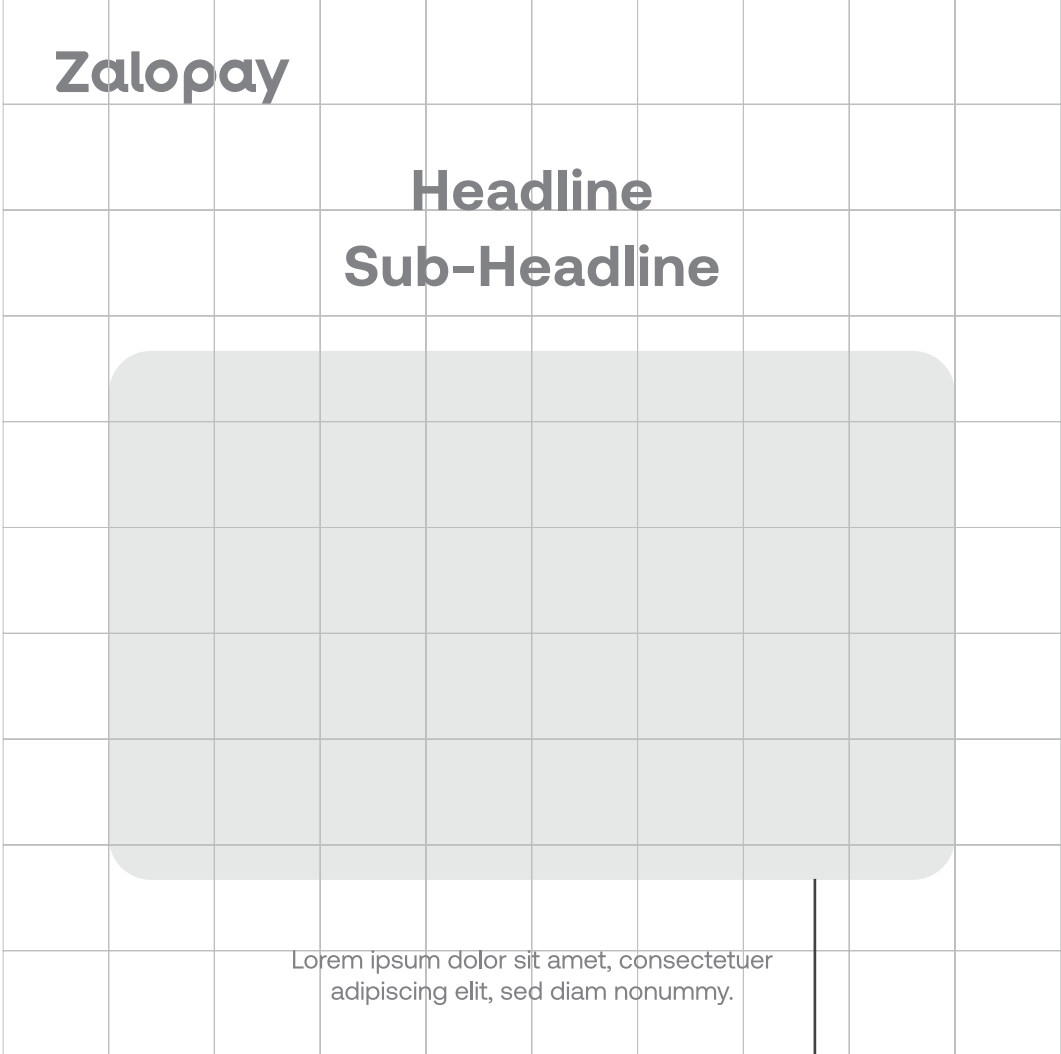 Zalopay
Headline
Sub-Headline
Lorem ipsum dolor sit amet, consectetuer
adipiscing elit, sed diam nonummy.